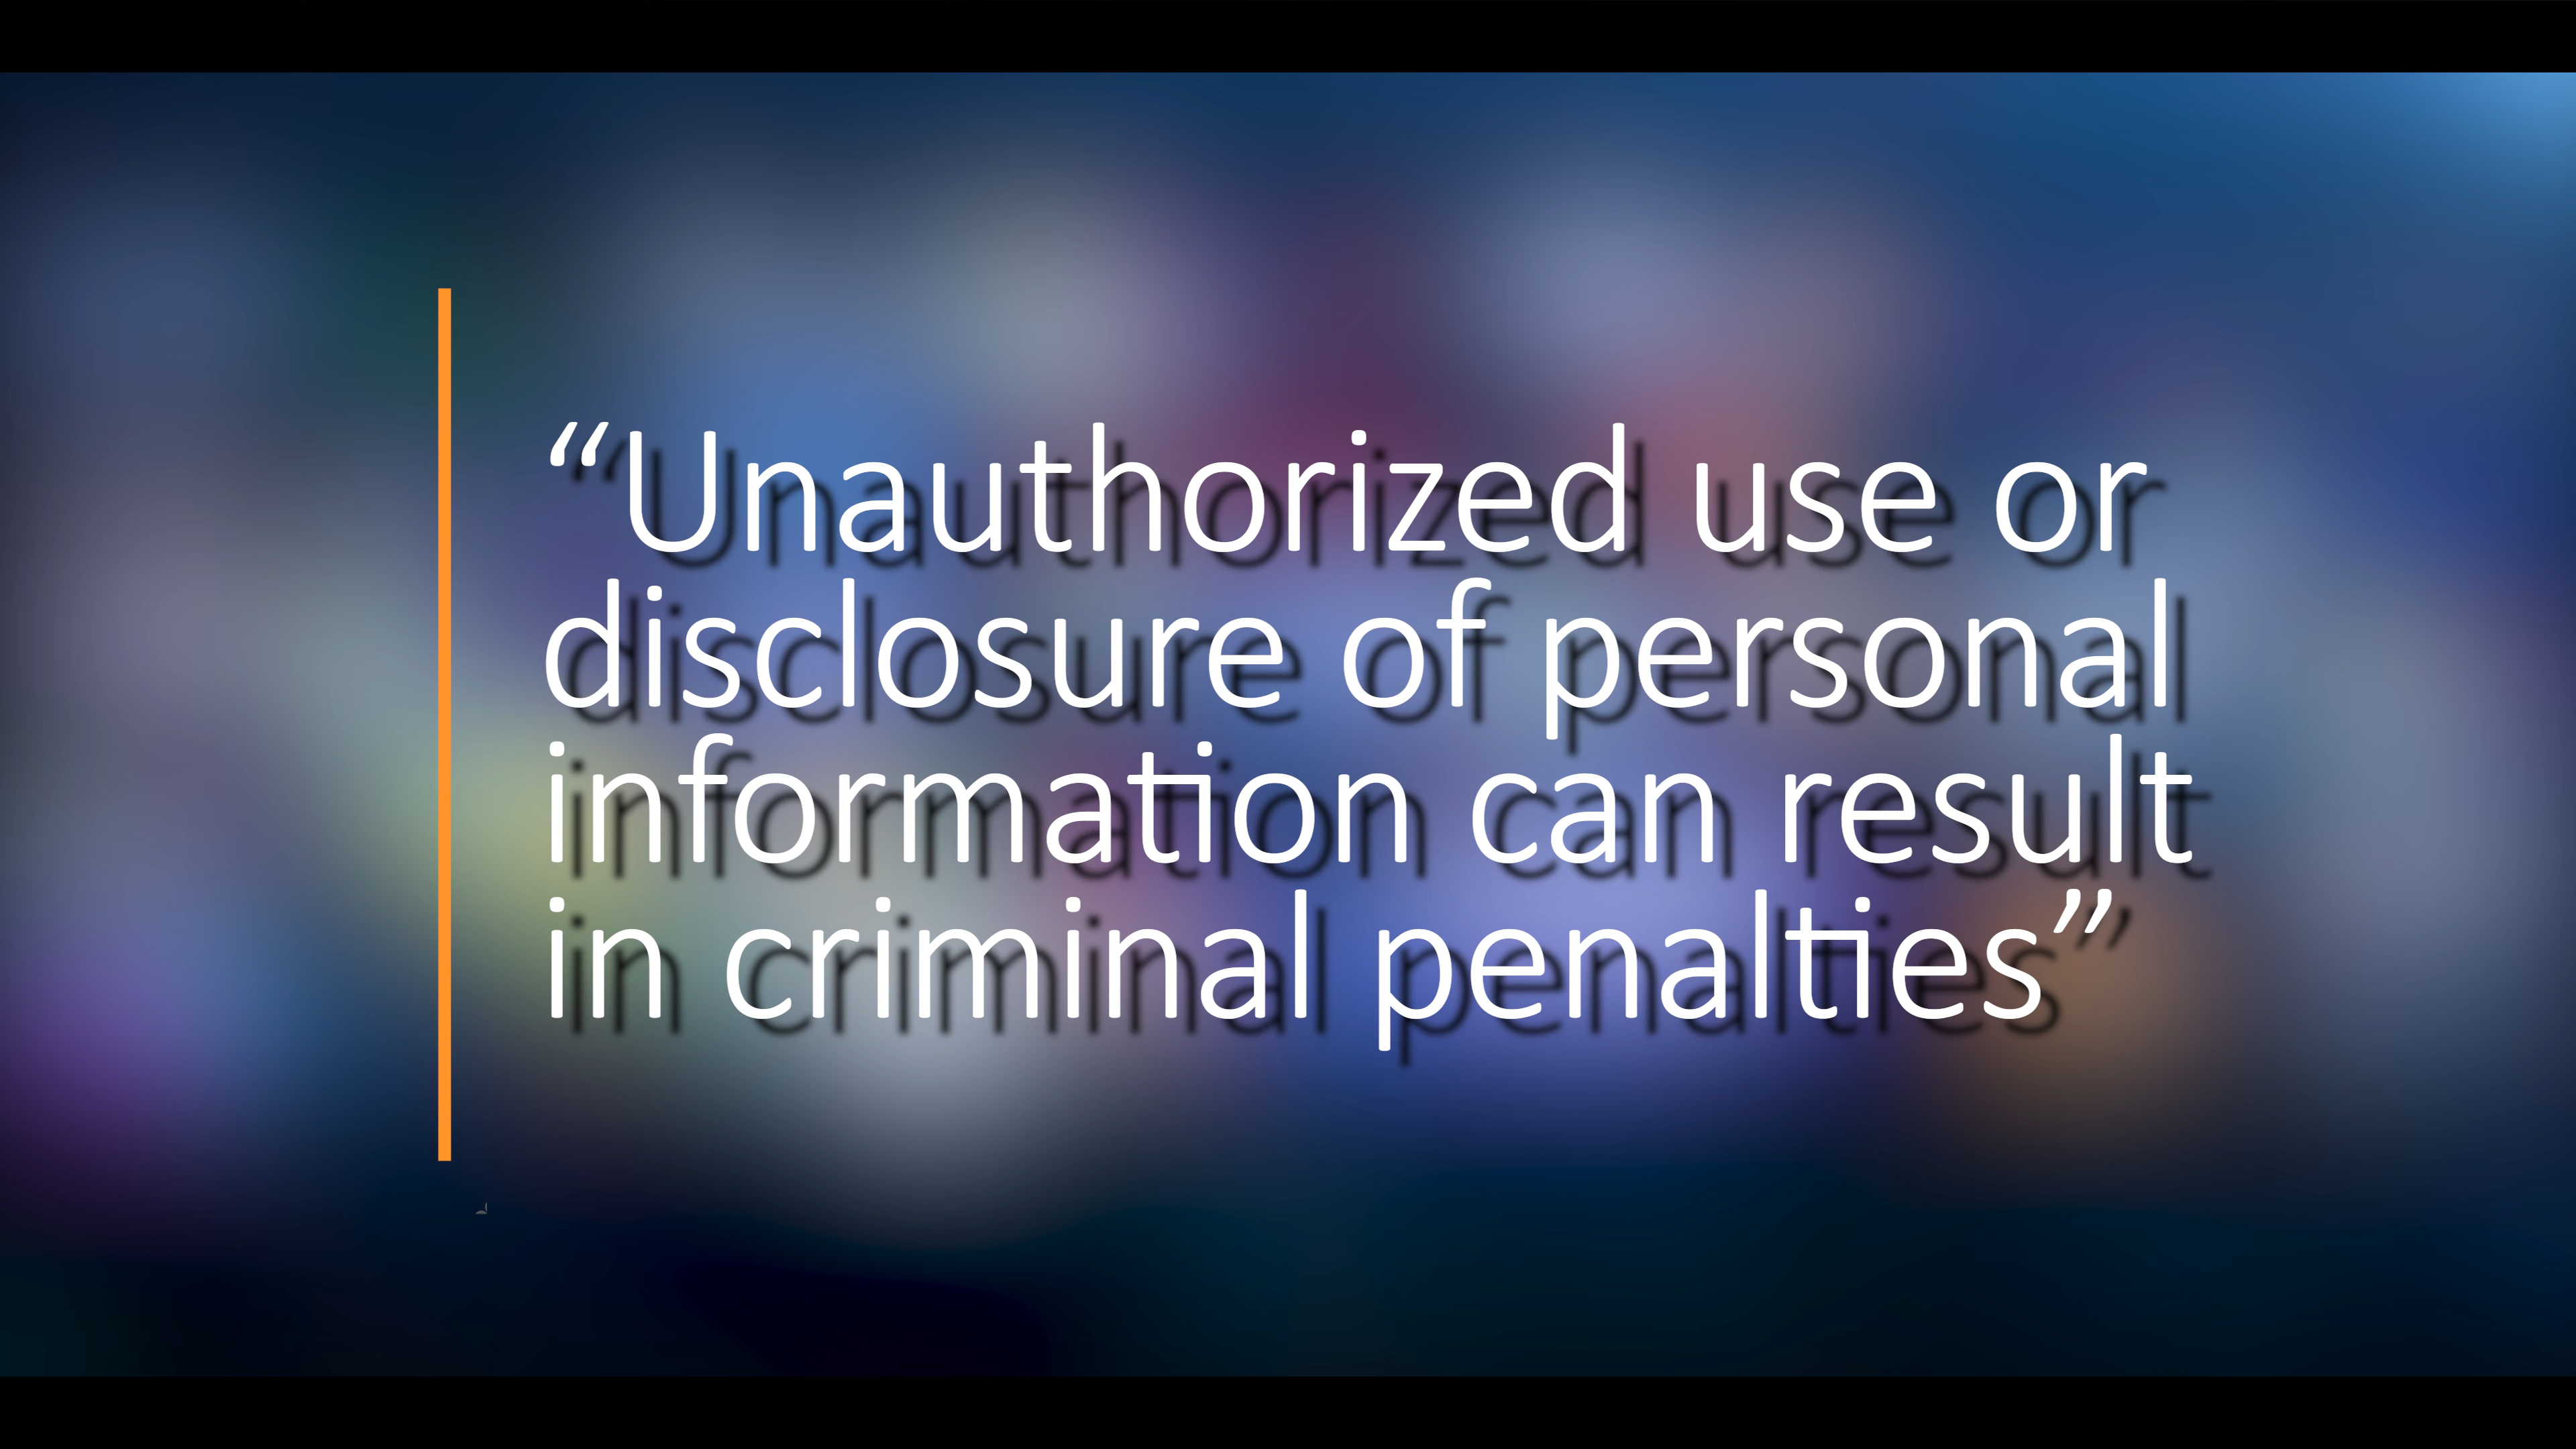 “Unauthorized use or
disclosure of personal
information can result
in criminal penalties”